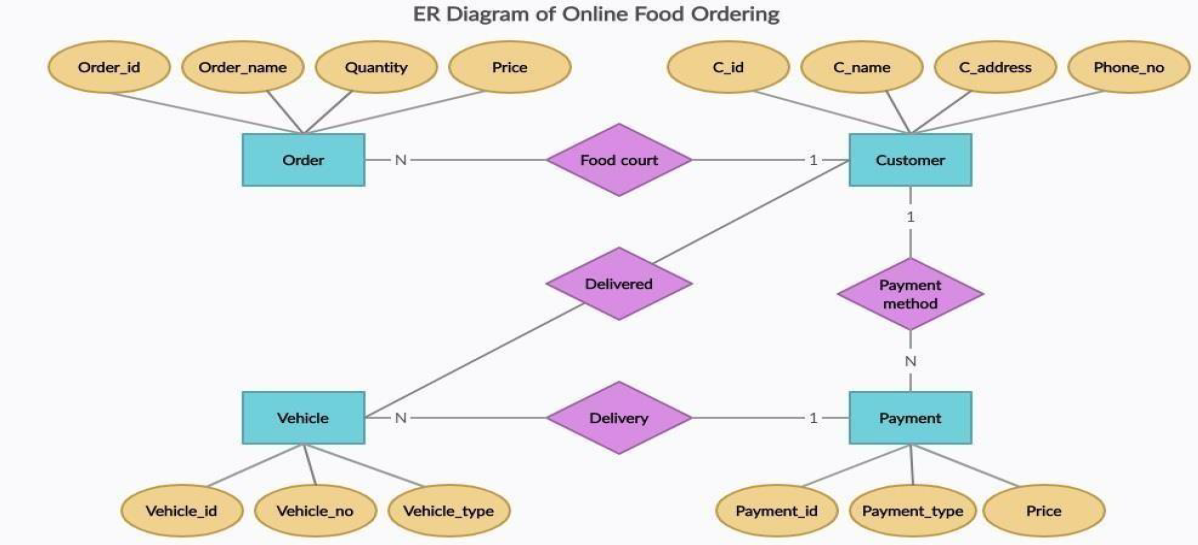 ER Diagram of Online Food Ordering
Order_id
Order_name
Quantity
Price
C_id
C_name
C_address
Phone_no
Order
N
Food court
1
Customer
1
Delivered
Payment
method
N
Vehicle
N
Delivery
1
Payment
Vehicle_id
Vehicle_no
Vehicle_type
Payment_id
Payment_type
Price